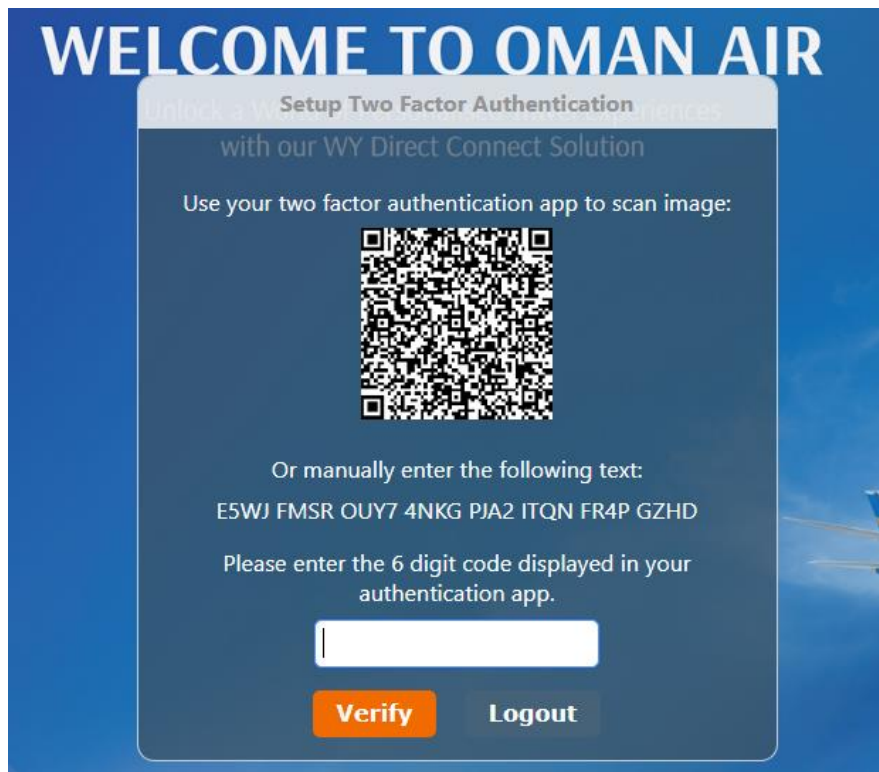 WELCOME TO OMAN AIR
Setup Two Factor Authentication
with our WY Direct Connect Solution
Use your two factor authentication app to scan image:
Or manually enter the following text:
E5WJ FMSR OUY7 4NKG PJA2 ITQN FR4P GZHD
Please enter the 6 digit code displayed in your
authentication app.
Verify Logout